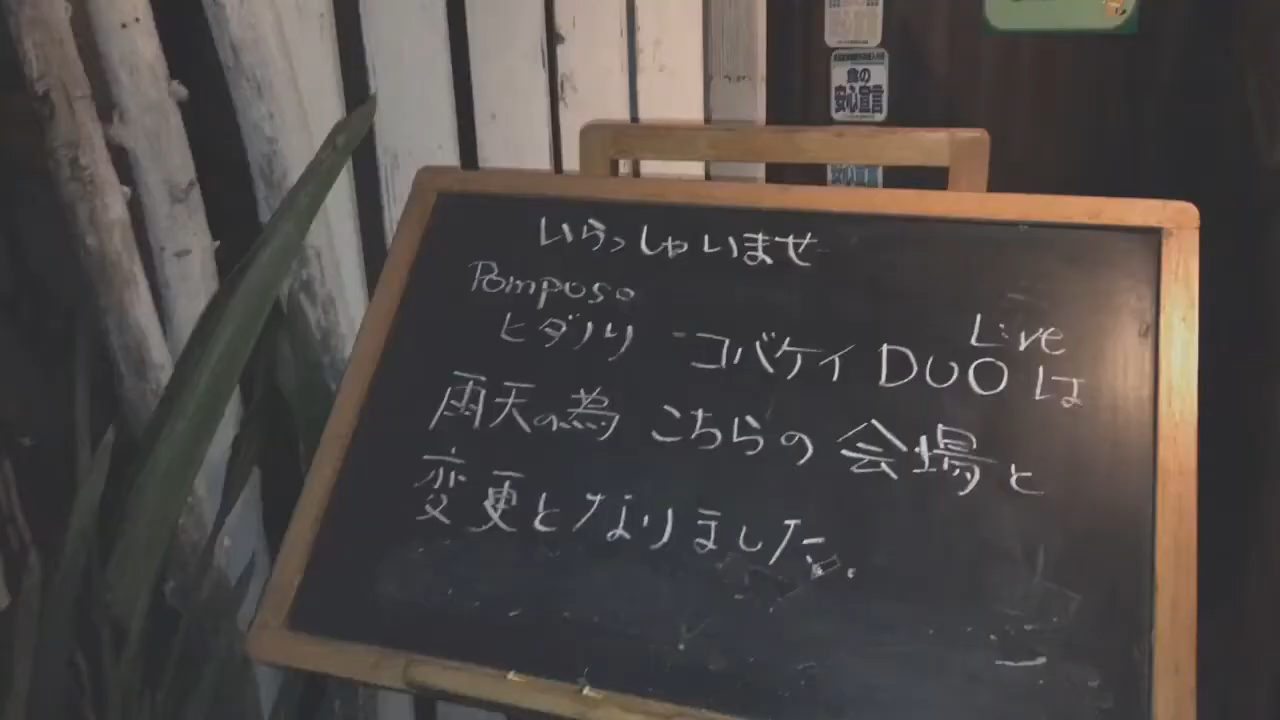 食の
安心宣言
いらっしゃいませ
Pomposo
Live
ヒダノリ - コバケイ DUO は
雨天の為 こちらの会場と
変更となりました。